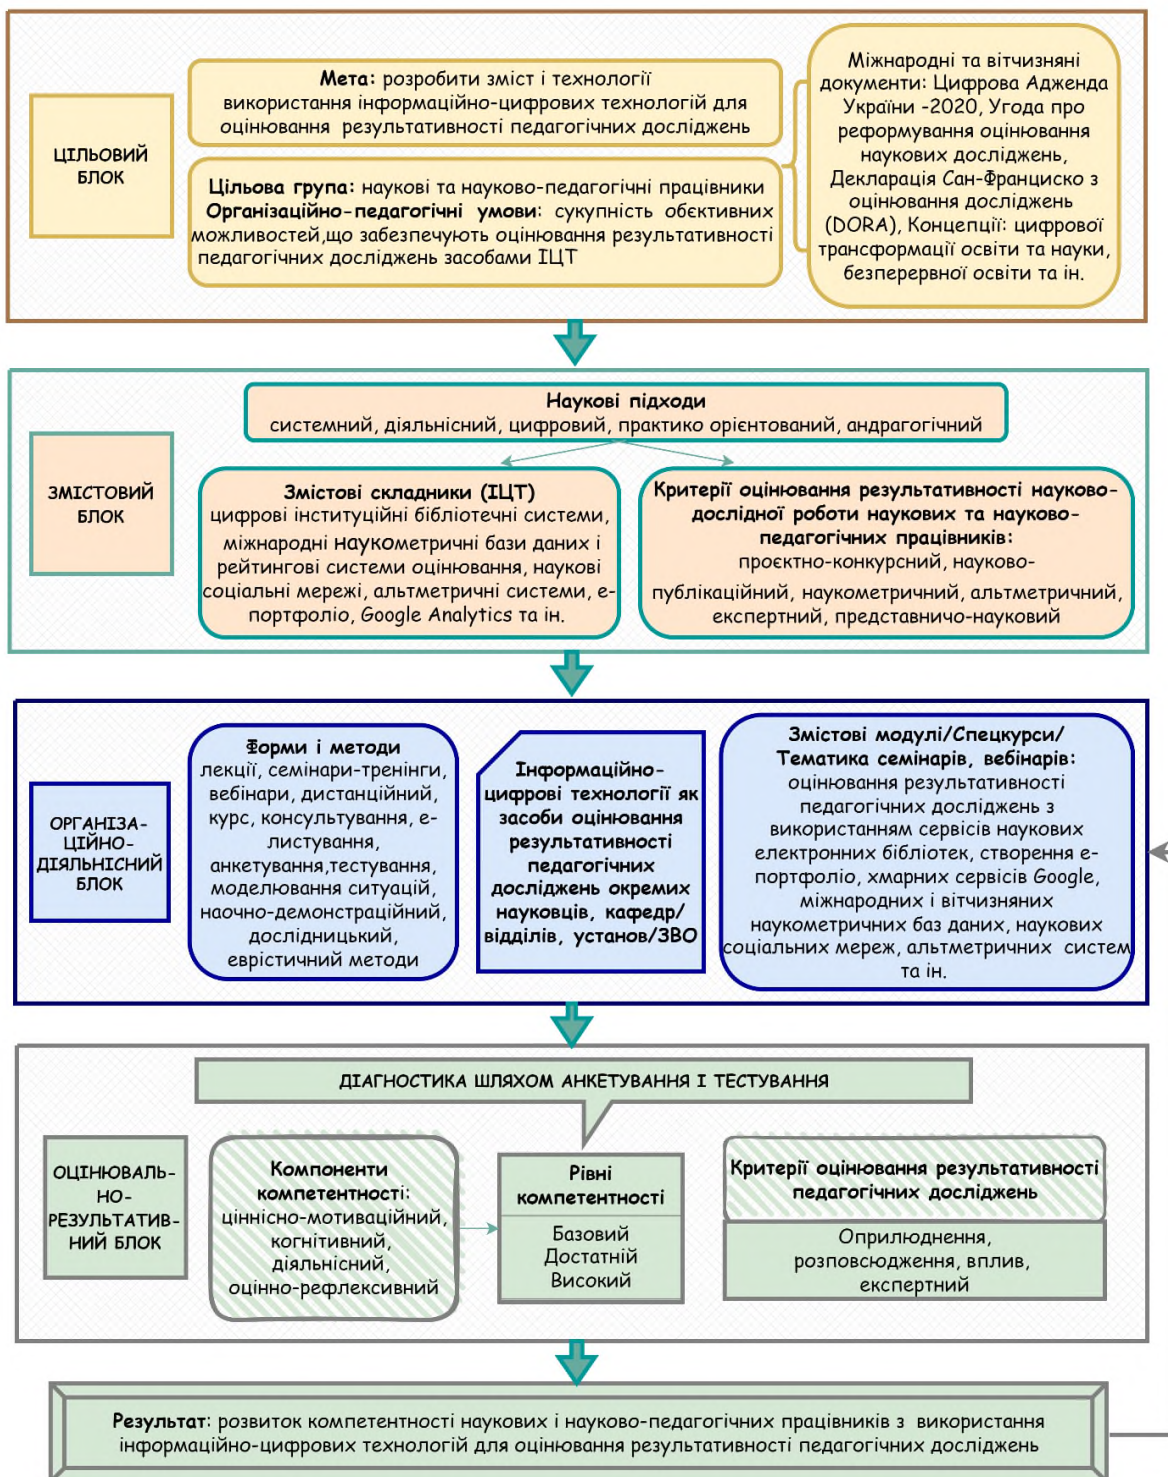 ЦІЛЬОВИЙ
БЛОК
Мета: розробити зміст і технології
використання інформаційно-цифрових технологій для
оцінювання результативності педагогічних досліджень
Цільова група: наукові та науково-педагогічні працівники
Організаційно-педагогічні умови: сукупність обєктивних
можливостей,що забезпечують оцінювання результативності
педагогічних досліджень засобами ІЦТ
Міжнародні та вітчизняні
документи: Цифрова Адженда
України -2020, Угода про
реформування оцінювання
наукових досліджень,
Декларація Сан-Франциско з
оцінювання досліджень
(DORA), Концепції: цифрової
трансформації освіти та науки,
безперервної освіти та ін.
ЗМІСТОВИЙ
БЛОК
Наукові підходи
системний, діяльнісний, цифровий, практико орієнтований, андрагогічний
Змістові складники (ІЦТ)
цифрові інституційні бібліотечні системи,
міжнародні наукометричні бази даних і
рейтингові системи оцінювання, наукові
соціальні мережі, альтметричні системи, е-
портфоліо, Google Analytics та ін.
Критерії оцінювання результативності науково-
дослідної роботи наукових та науково-
педагогічних працівників:
проєктно-конкурсний, науково-
публікаційний, наукометричний, альтметричний,
експертний, представничо-науковий
ОРГАНІЗА-
ЦІЙНО-
ДІЯЛЬНІСНИЙ
БЛОК
Форми і методи
лекції, семінари-тренінги,
вебінари, дистанційний,
курс, консультування, е-
листування,
анкетування,тестування,
моделювання ситуацій,
наочно-демонстраційний,
дослідницький,
еврістичний методи
Інформаційно-
цифрові технології як
засоби оцінювання
результативності
педагогічних
досліджень окремих
науковців, кафедр/
відділів, установ/ЗВО
Змістові модулі/Спецкурси/
Тематика семінарів, вебінарів:
оцінювання результативності
педагогічних досліджень з
використанням сервісів наукових
електронних бібліотек, створення е-
портфоліо, хмарних сервісів Google,
міжнародних і вітчизняних
наукометричних баз даних, наукових
соціальних мереж, альтметричних систем
та ін.
ДІАГНОСТИКА ШЛЯХОМ АНКЕТУВАННЯ І ТЕСТУВАННЯ
ОЦІНЮВАЛЬ-
НО-
РЕЗУЛЬТАТИВ-
НИЙ БЛОК
Компоненти
компетентності:
ціннісно-мотиваційний,
когнітивний,
діяльнісний,
оцінно-рефлексивний
Рівні
компетентності
Базовий
Достатній
Високий
Критерії оцінювання результативності
педагогічних досліджень
Оприлюднення,
розповсюдження, вплив,
експертний
Результат: розвиток компетентності наукових і науково-педагогічних працівників з використання
інформаційно-цифрових технологій для оцінювання результативності педагогічних досліджень